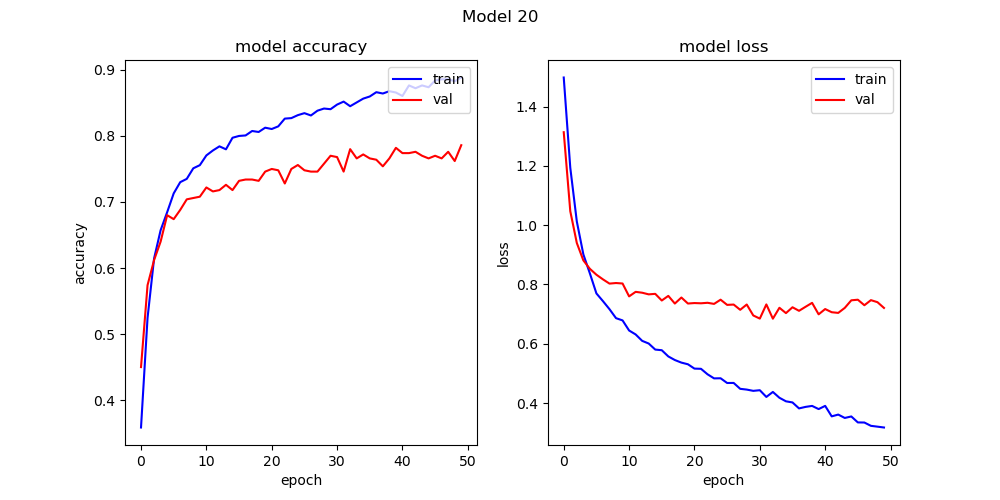 Model 20
model accuracy
accuracy
0.9
0.8
0.7
0.6
0.5
0.4
train
val
0 10 20 30 40 50
epoch
model loss
loss
1.4
1.2
1.0
0.8
0.6
0.4
train
val
0 10 20 30 40 50
epoch